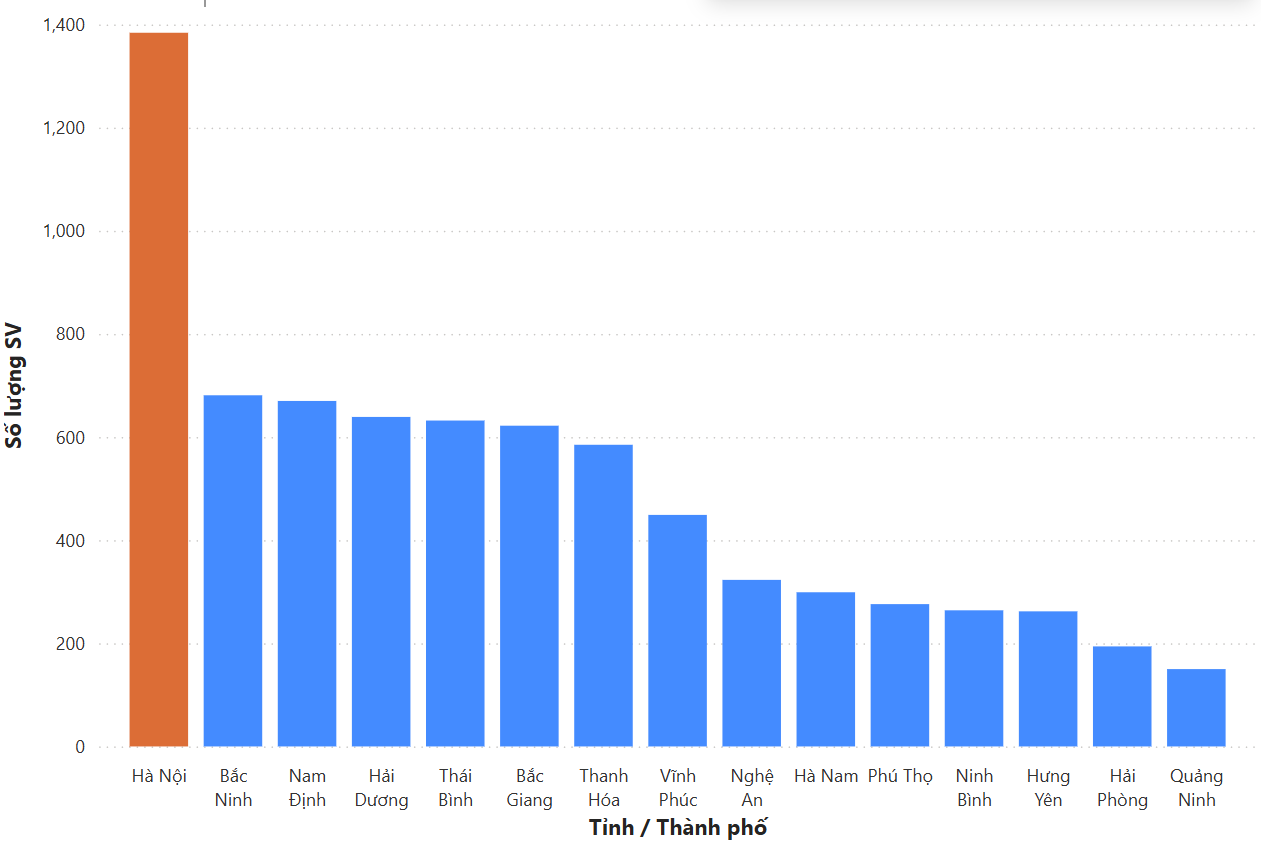 1,400
1,200
1,000
800
600
400
200
0
Số lượng SV
Hà Nội
Bắc
Ninh
Nam
Định
Hải
Dương
Thái
Bình
Bắc
Giang
Thanh
Hóa
Vĩnh
Phúc
Nghệ
An
Hà Nam
Phú Thọ
Ninh
Bình
Hưng
Yên
Hải
Phòng
Quảng
Ninh
Tỉnh / Thành phố